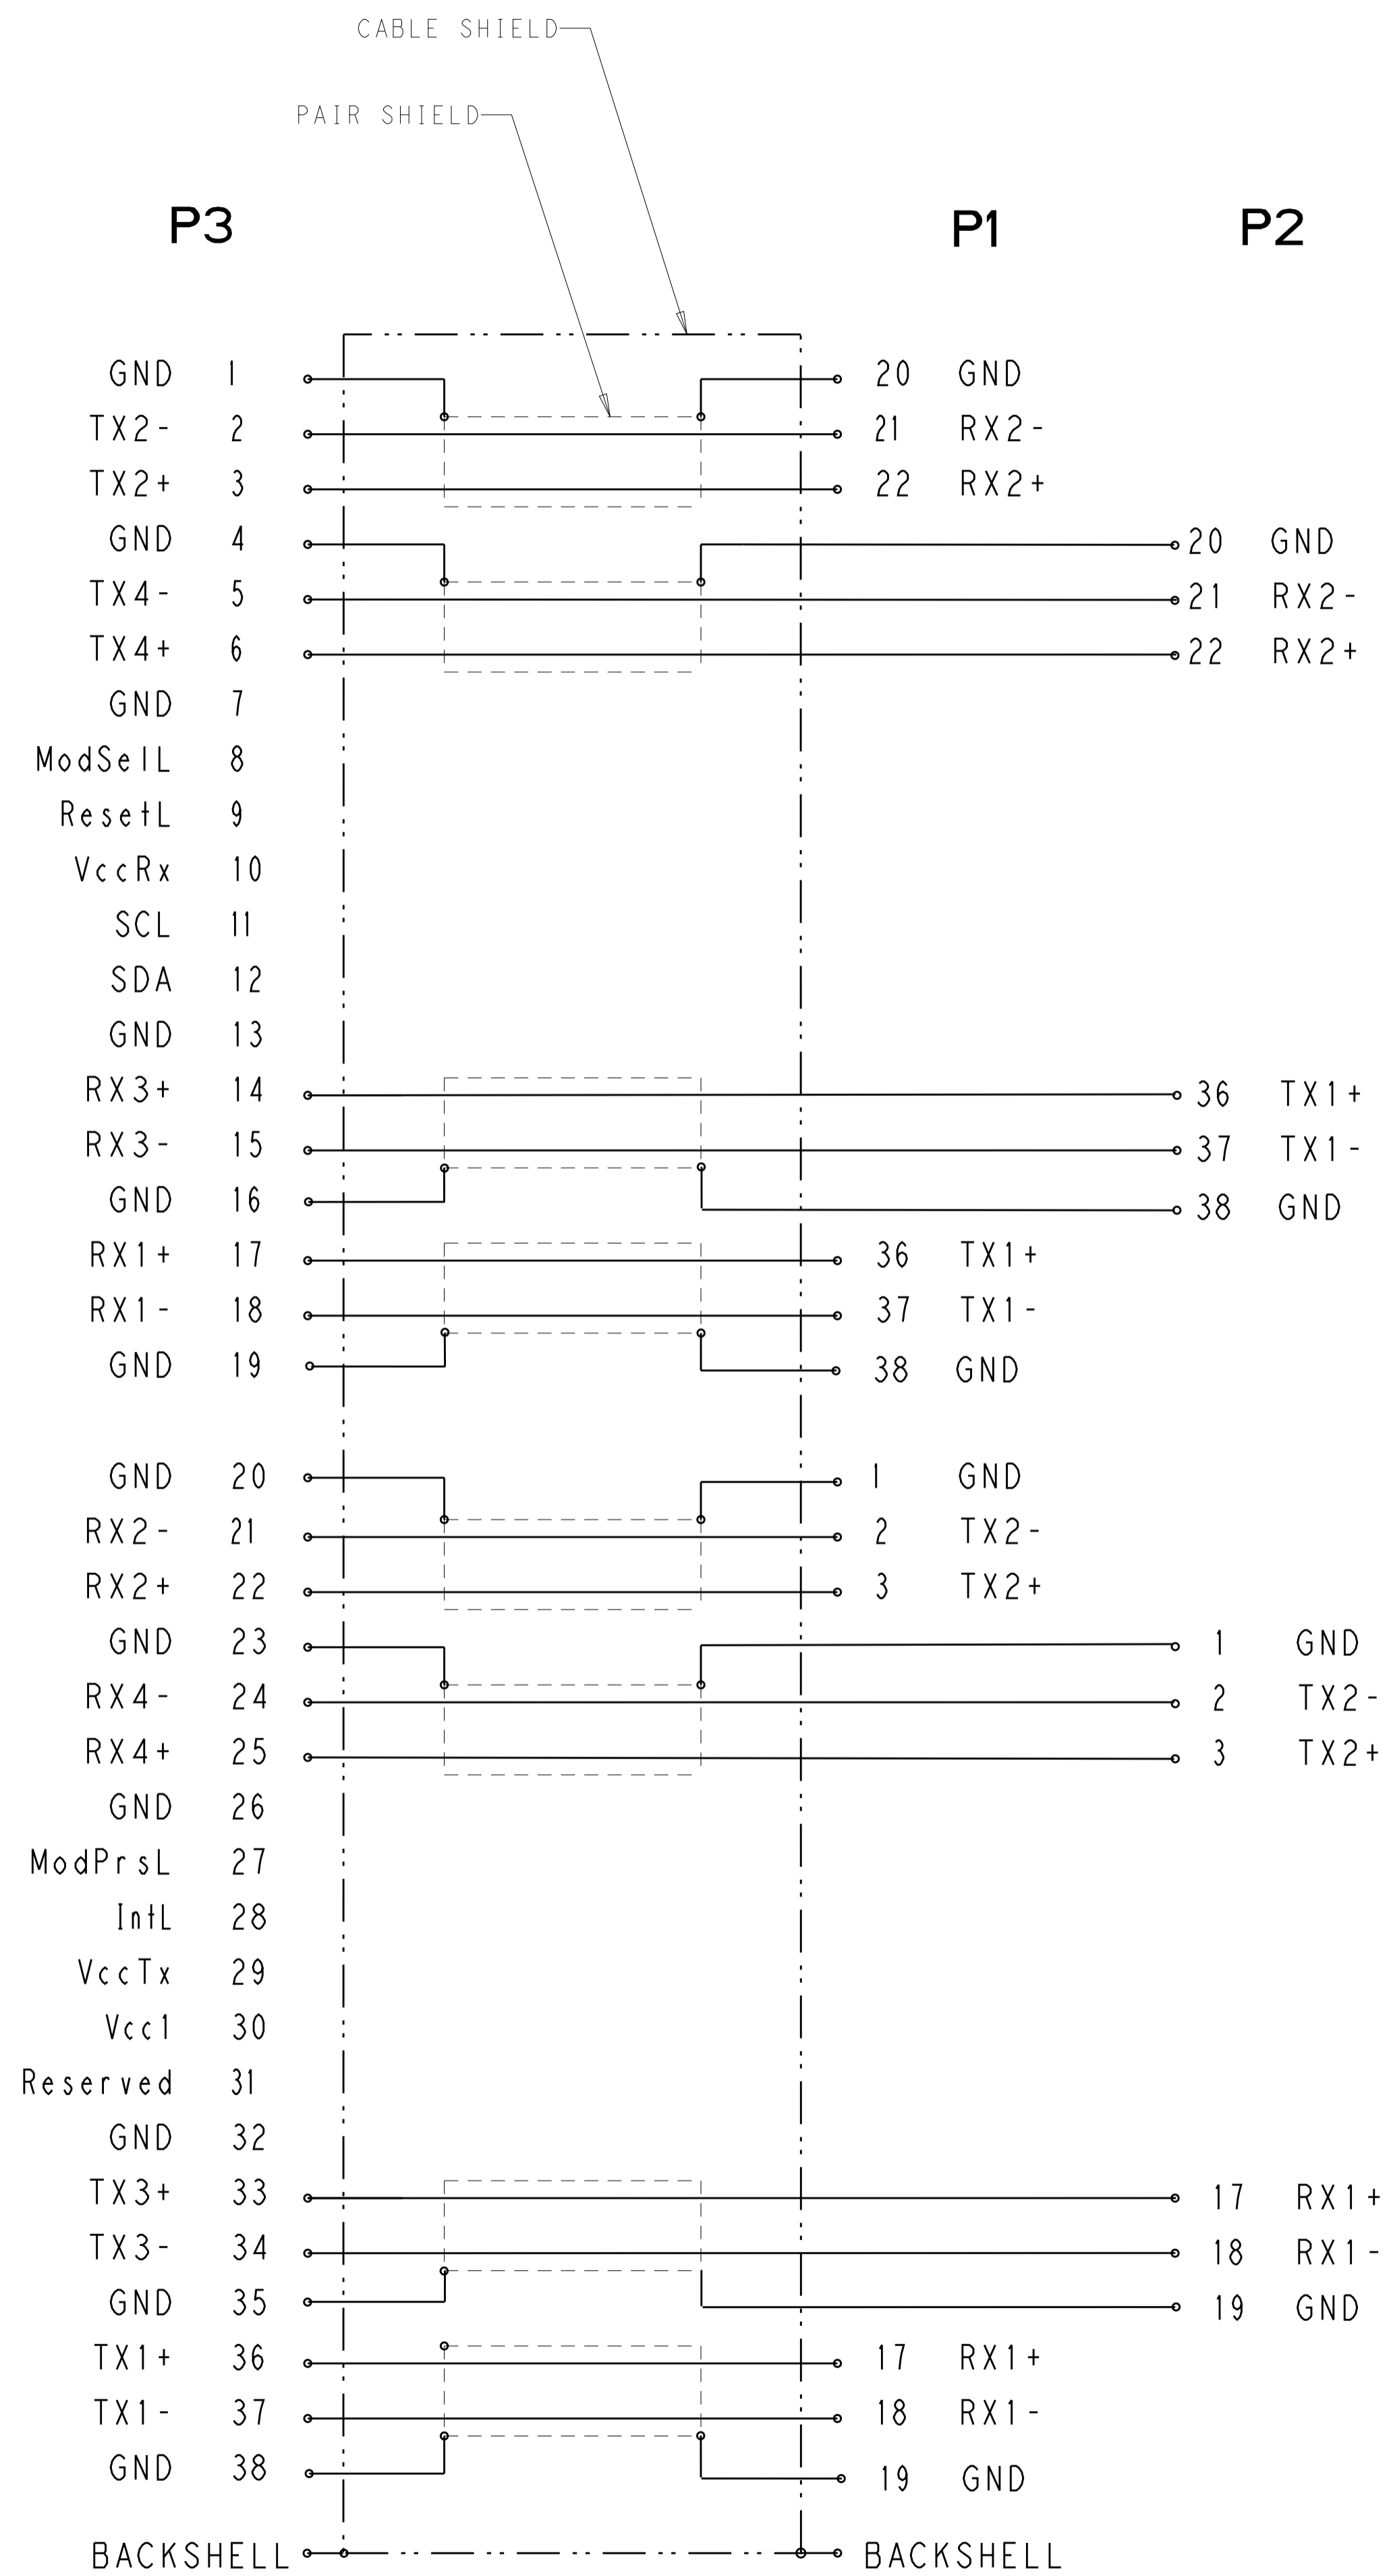 CABLE SHIELD
PAIR SHIELD
P3 P1 P2
GND 1 20 GND
TX2- 2 21 RX2-
TX2+ 3 22 RX2+
GND 4 20 GND
TX4- 5 21 RX2-
TX4+ 6 22 RX2+
GND 7
ModSelL 8
ResetL 9
VccRx 10
SCL 11
SDA 12
GND 13
RX3+ 14 36 TX1+
RX3- 15 37 TX1-
GND 16 38 GND
RX1+ 17 36 TX1+
RX1- 18 37 TX1-
GND 19 38 GND
GND 20 1 GND
RX2- 21 2 TX2-
RX2+ 22 3 TX2+
GND 23 1 GND
RX4- 24 2 TX2-
RX4+ 25 3 TX2+
GND 26
ModPrsL 27
IntL 28
VccTx 29
Vcc1 30
Reserved 31
GND 32
TX3+ 33 17 RX1+
TX3- 34 18 RX1-
GND 35 19 GND
TX1+ 36 17 RX1+
TX1- 37 18 RX1-
GND 38 19 GND
BACKSHELL BACKSHELL